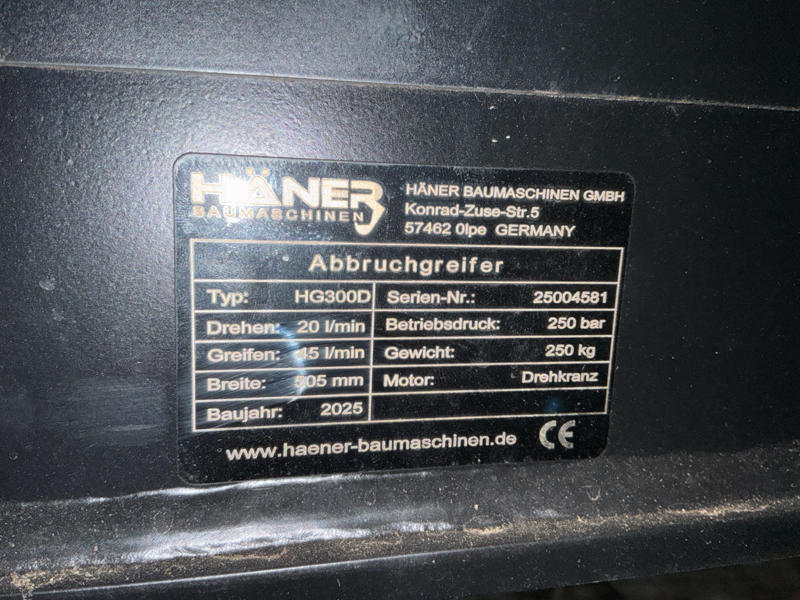 HÄNER
BAUMASCHINEN
HÄNER BAUMASCHINEN GMBH
Konrad-Zuse-Str.5
57462 Olpe GERMANY
Abbruchgreifer
Typ: HG300D Serien-Nr.: 25004581
Drehen: 20 l/min Betriebsdruck: 250 bar
Greifen: 45 l/min Gewicht: 250 kg
Breite: 505 mm Motor: Drehkranz
Baujahr: 2025
www.haener-baumaschinen.de CE